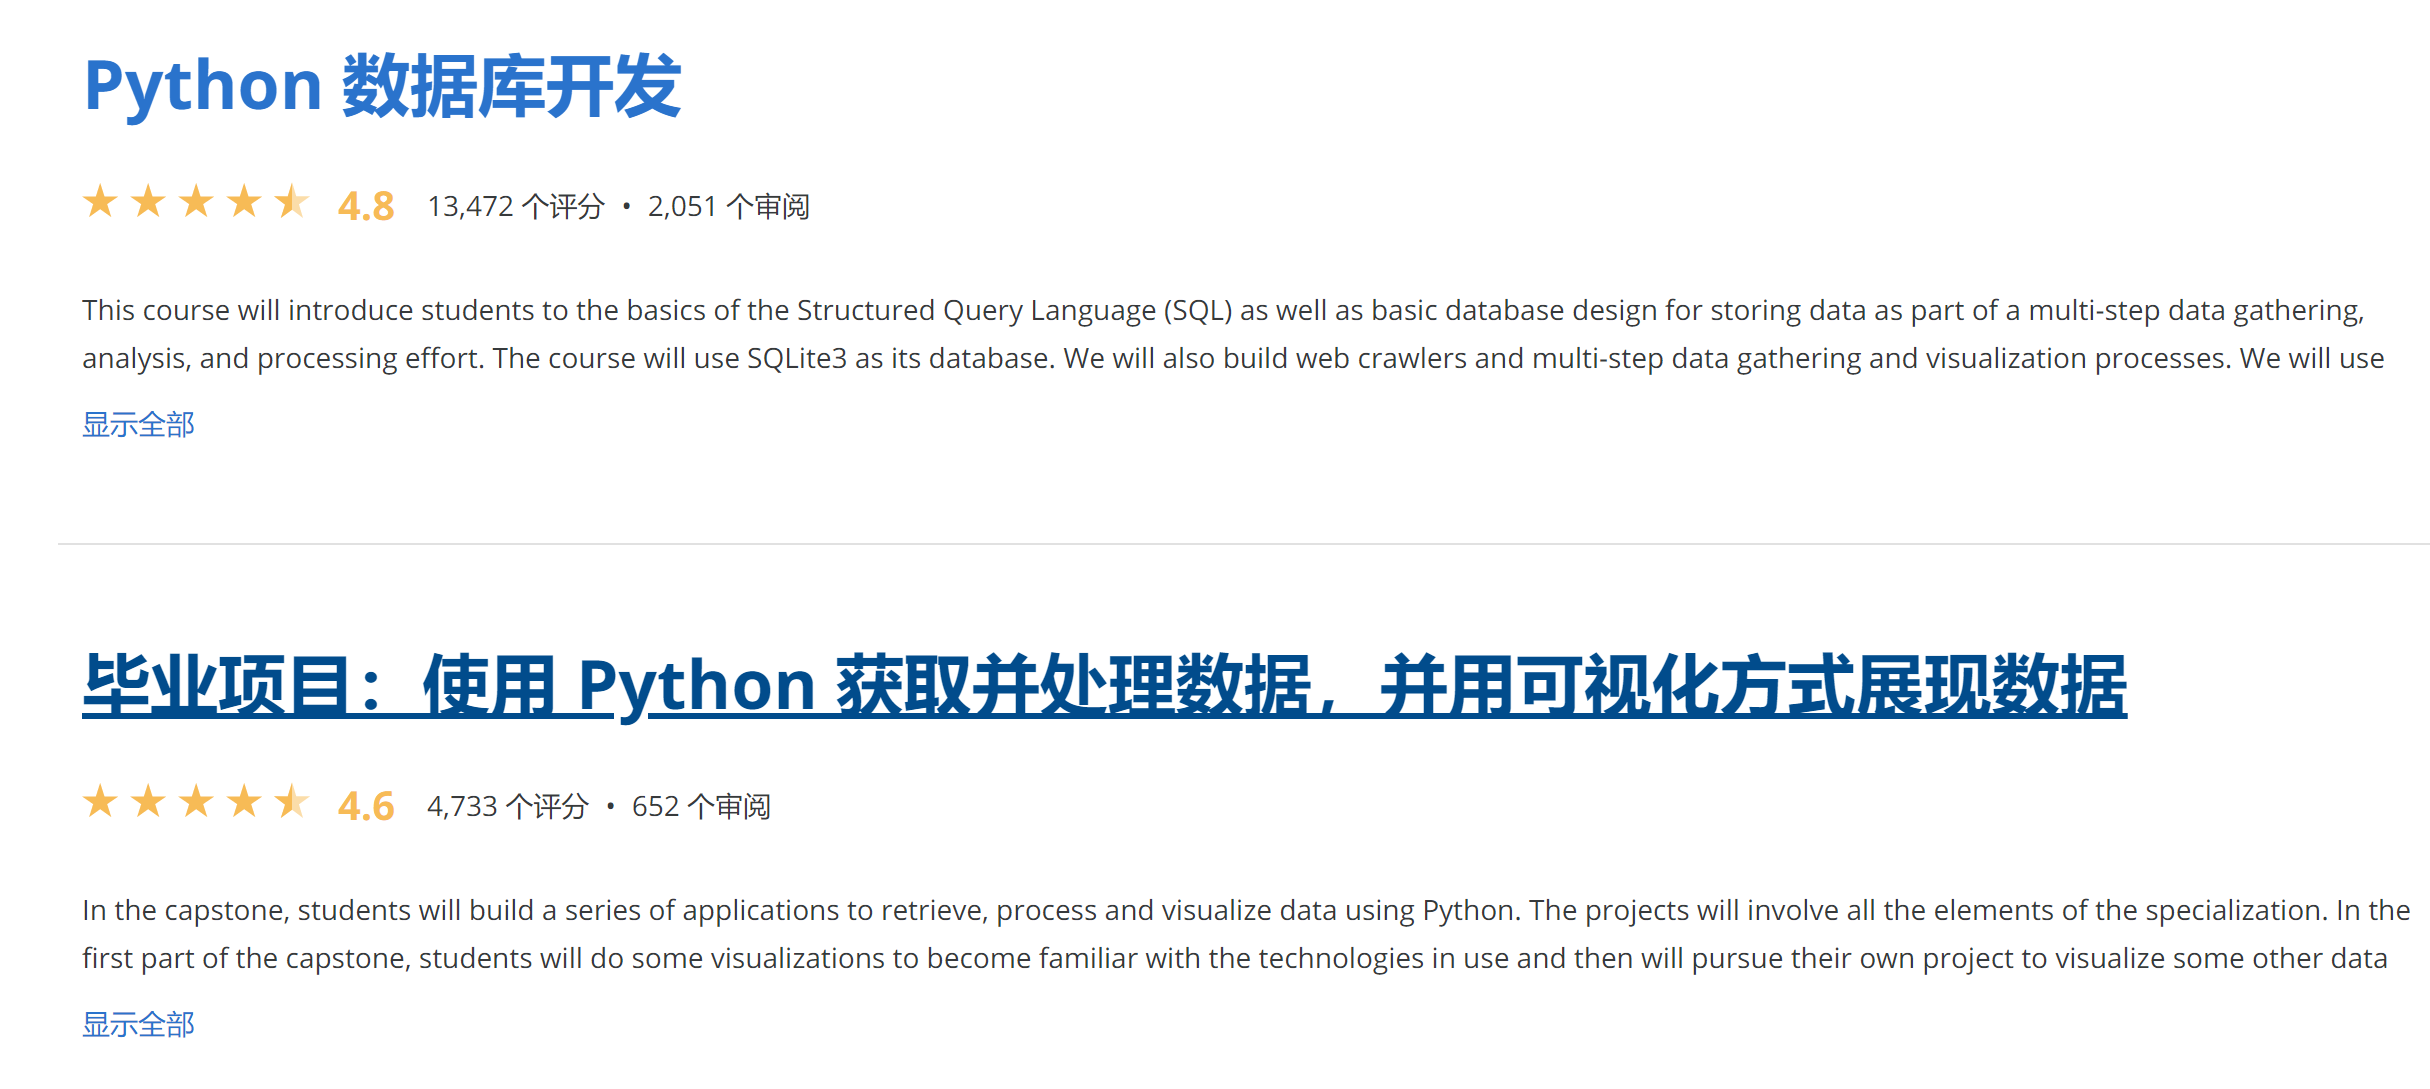 Python 数据库开发
4.8 13,472 个评分 • 2,051 个审阅
This course will introduce students to the basics of the Structured Query Language (SQL) as well as basic database design for storing data as part of a multi-step data gathering,
analysis, and processing effort. The course will use SQLite3 as its database. We will also build web crawlers and multi-step data gathering and visualization processes. We will use
显示全部
毕业项目：使用 Python 获取并处理数据，并用可视化方式展现数据
4.6 4,733 个评分 • 652 个审阅
In the capstone, students will build a series of applications to retrieve, process and visualize data using Python. The projects will involve all the elements of the specialization. In the
first part of the capstone, students will do some visualizations to become familiar with the technologies in use and then will pursue their own project to visualize some other data
显示全部